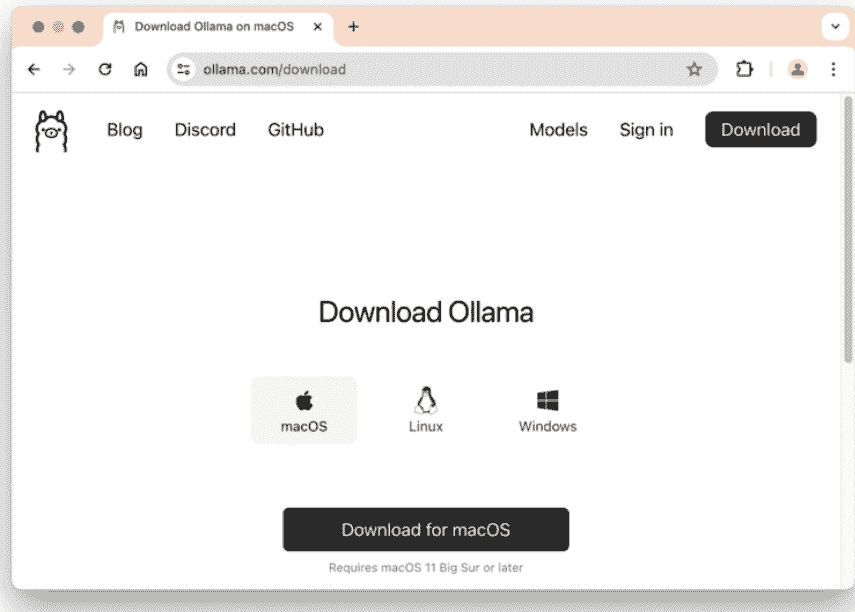 Download Ollama on macOS
ollama.com/download
Blog Discord GitHub Models Sign in Download
Download Ollama
macOS Linux Windows
Download for macOS
Requires macOS 11 Big Sur or later